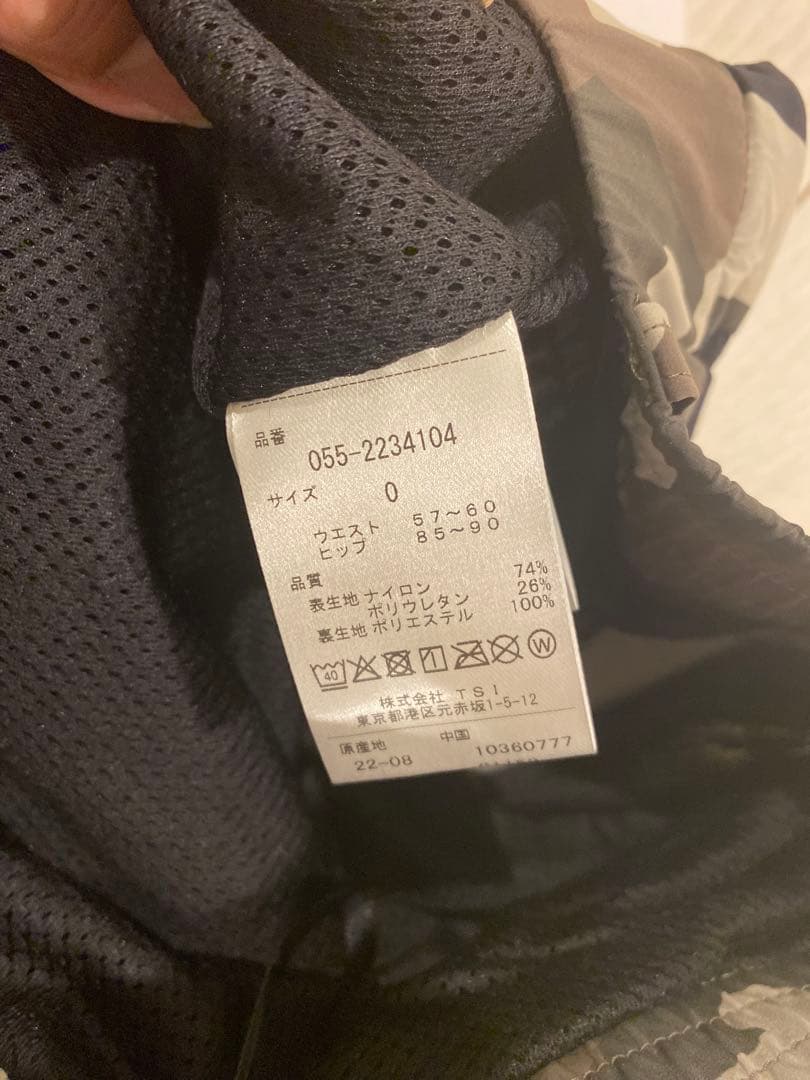 品番 055-2234104
サイズ 0
ウエスト 57～60
ヒップ 85～90
品質
表生地 ナイロン 74%
ポリウレタン 26%
裏生地 ポリエステル 100%
40 W
株式会社 TSI
東京都港区元赤坂1-5-12
原産地 中国 10360777
22-08